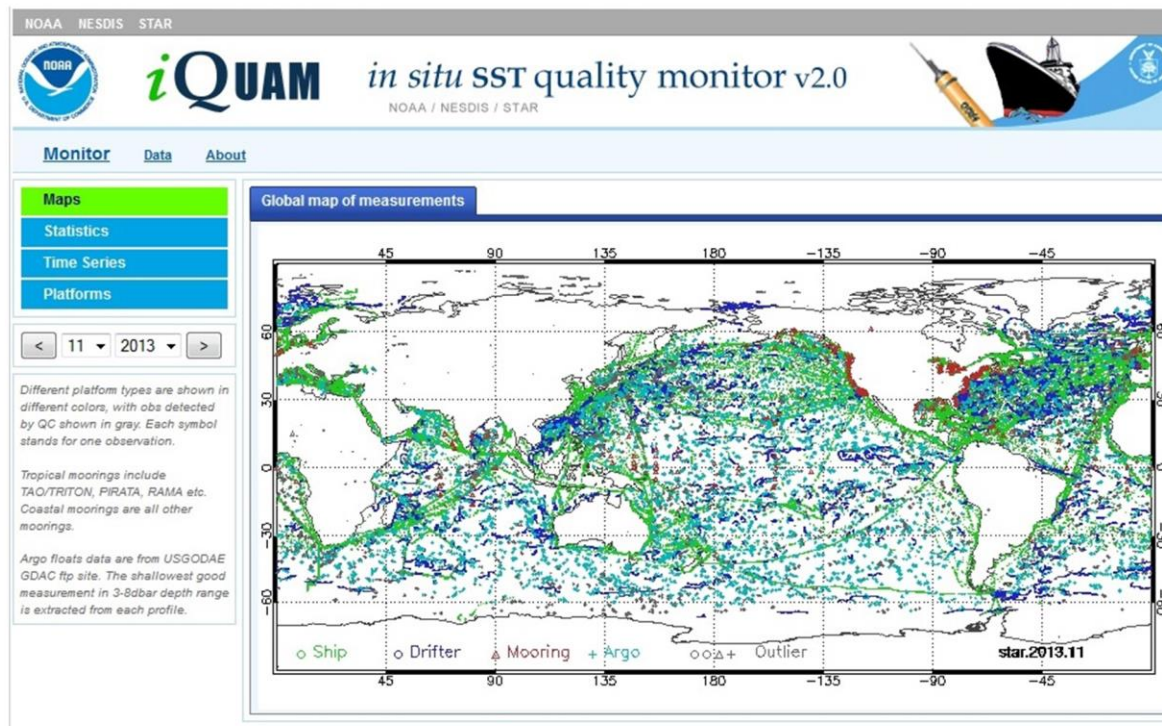 NOAA NESDIS STAR
NOAA
iQUAM
in situ SST quality monitor v2.0
NOAA / NESDIS / STAR
Monitor Data About
Maps
Statistics
Time Series
Platforms
< 11 2013 >
Different platform types are shown in
different colors, with obs detected
by QC shown in gray. Each symbol
stands for one observation.
Tropical moorings include
TAO/TRITON, PIRATA, RAMA etc.
Coastal moorings are all other
moorings.
Argo floats data are from USGODAE
GDAC ftp site. The shallowest good
measurement in 3-8dbar depth range
is extracted from each profile.
Global map of measurements
45 90 135 180 -135 -90 -45
60
30
0
-30
-60
Ship Drifter Mooring Argo Outlier
star.2013.11
45 90 135 180 -135 -90 -45